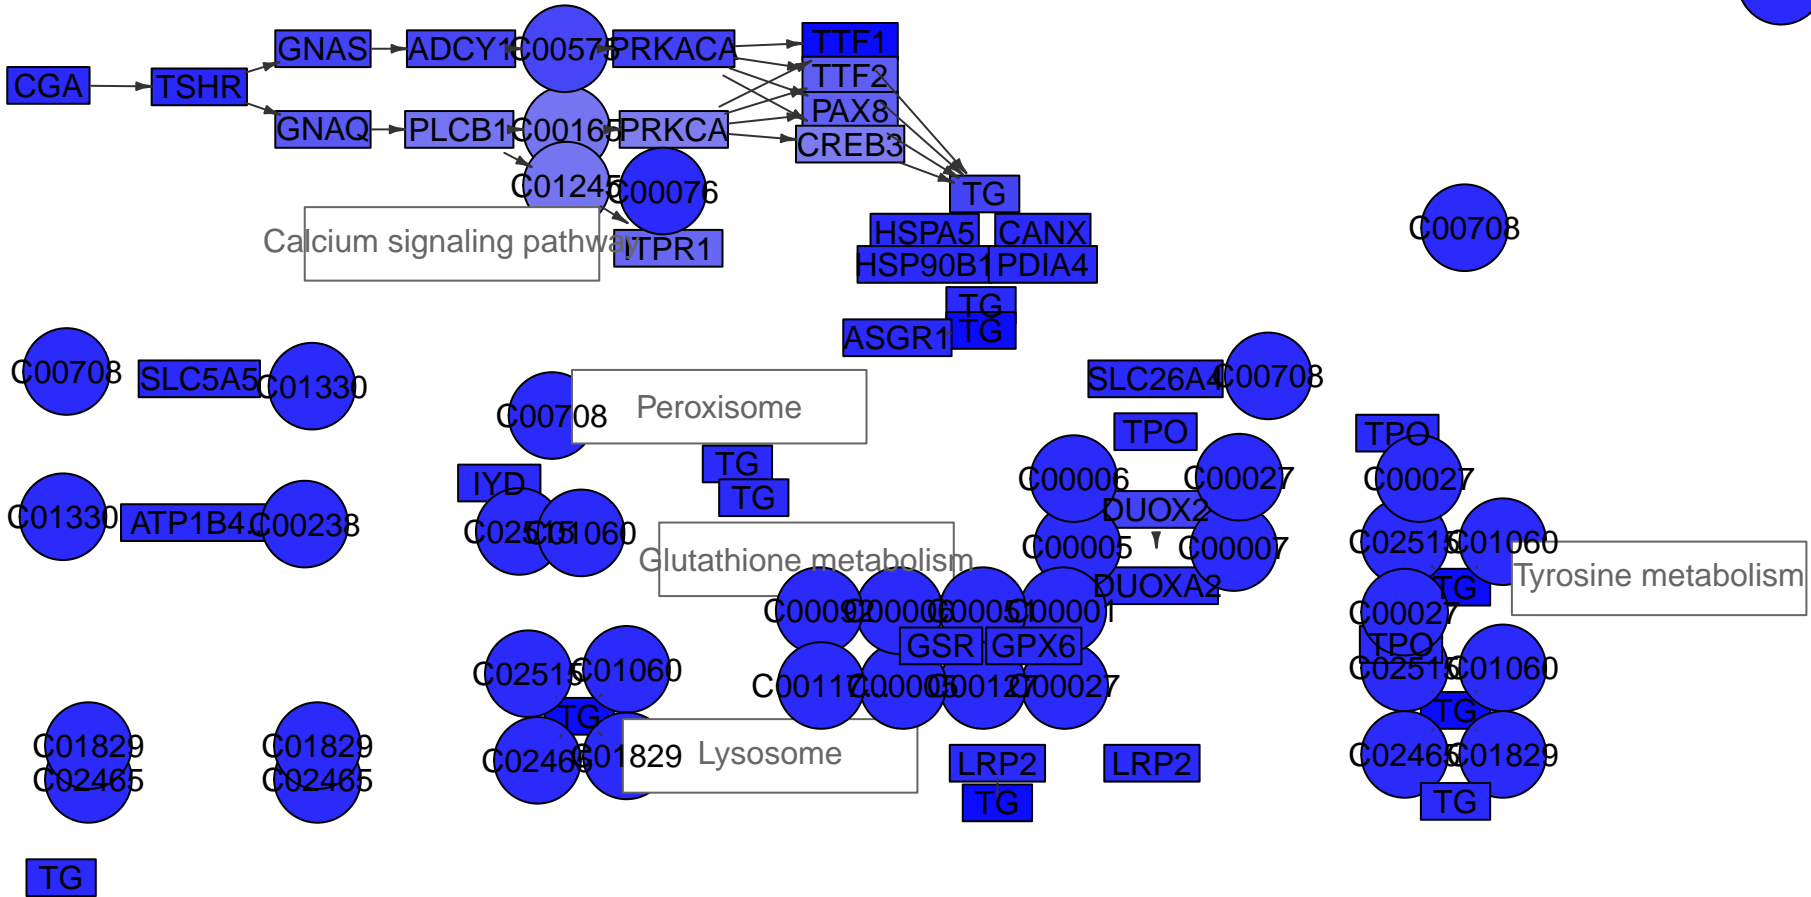 GNAS
ADCY1
C00575
PRKACA
TTF1
TTF2
CGA
TSHR
PAX8
GNAQ
PLCB1
C00165
PRKCA
CREB3
C01245
C00076
TG
Calcium signaling pathway
ITPR1
HSPA5
CANX
C00708
HSP90B1
PDIA4
TG
TG
ASGR1
C00708
SLC5A5
C01330
SLC26A4
C00708
C00708
Peroxisome
TPO
TPO
TG
IYD
TG
C00006
C00027
C00027
DUOX2
C01330
ATP1B4...
C00238
C02515
C01060
C00005
C00007
C02515
C01060
Glutathione metabolism
DUOXA2
TG
Tyrosine metabolism
C00092
C00006
C00051
C00001
C00027
GSR
GPX6
TPO
C02515
C01060
C00117...
C00005
C00127
C00027
C02515
C01060
TG
TG
C01829
C01829
C02465
C01829
Lysosome
LRP2
LRP2
C02465
C01829
C02465
C02465
TG
TG
TG